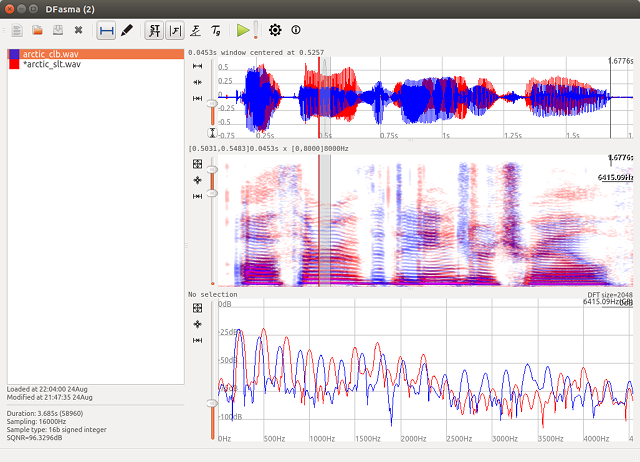 DFasma (2)
ST
FT
F
F
Tg
arctic_clb.wav
*arctic_slt.wav
0.0453s window centered at 0.5257
1.6776s
0.5
0.25
-0.25
-0.5
-0.75
0.25s
0.5s
0.75s
1s
1.25s
1.5s
[0.5031,0.5483]0.0453s x [0,8000]8000Hz
1.6776s
6415.09Hz
No selection
DFT size=2048
6415.09Hz
0dB
-25dB
-50dB
-75dB
-100dB
0Hz
500Hz
1000Hz
1500Hz
2000Hz
2500Hz
3000Hz
3500Hz
4000Hz
Loaded at 22:04:00 24Aug
Modified at 21:47:35 24Aug
Duration: 3.685s (58960)
Sampling: 16000Hz
Sample type: 16b signed integer
SQNR=96.3296dB